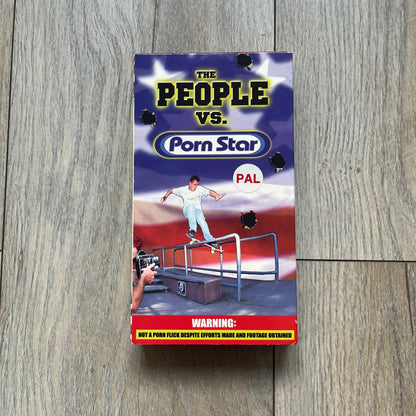 THE
PEOPLE
VS.
Porn Star
PAL
WARNING:
NOT A PORN FLICK DESPITE EFFORTS MADE AND FOOTAGE OBTAINED